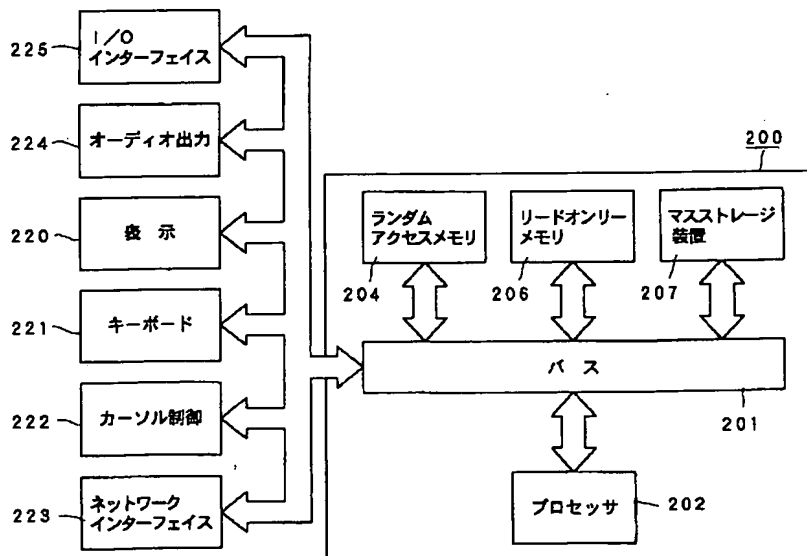 225
I/O
インターフェイス
224
オーディオ出力
220
表示
221
キーボード
222
カーソル制御
223
ネットワーク
インターフェイス
200
ランダム
アクセスメモリ
204
リードオンリー
メモリ
206
マスストレージ
装置
207
バス
201
プロセッサ
202